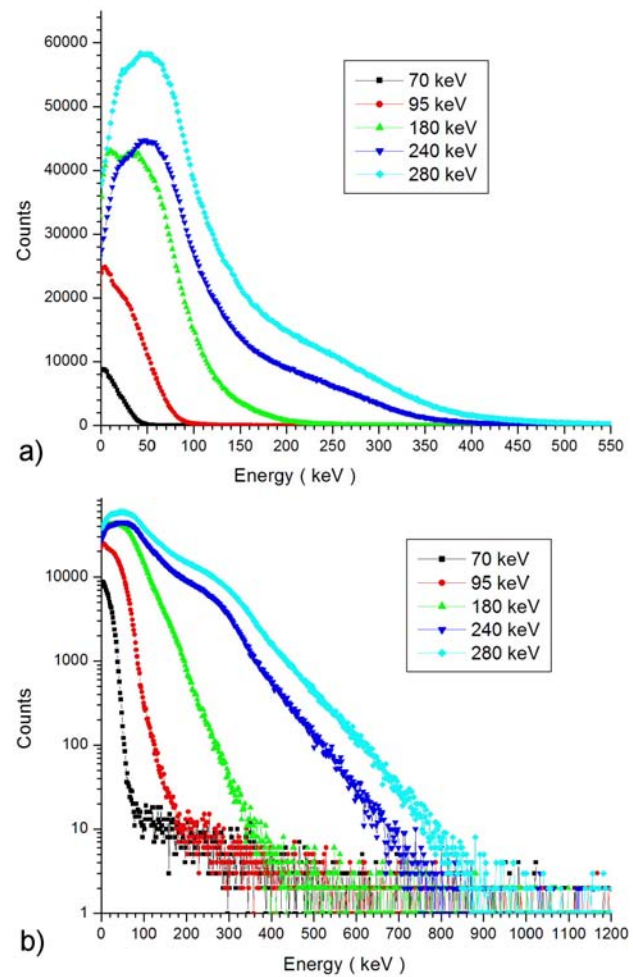 60000
50000
40000
30000
20000
10000
0
Counts
70 keV
95 keV
180 keV
240 keV
280 keV
0 50 100 150 200 250 300 350 400 450 500 550
a)
Energy ( keV )
10000
1000
100
10
1
Counts
70 keV
95 keV
180 keV
240 keV
280 keV
0 100 200 300 400 500 600 700 800 900 1000 1100 1200
b)
Energy ( keV )